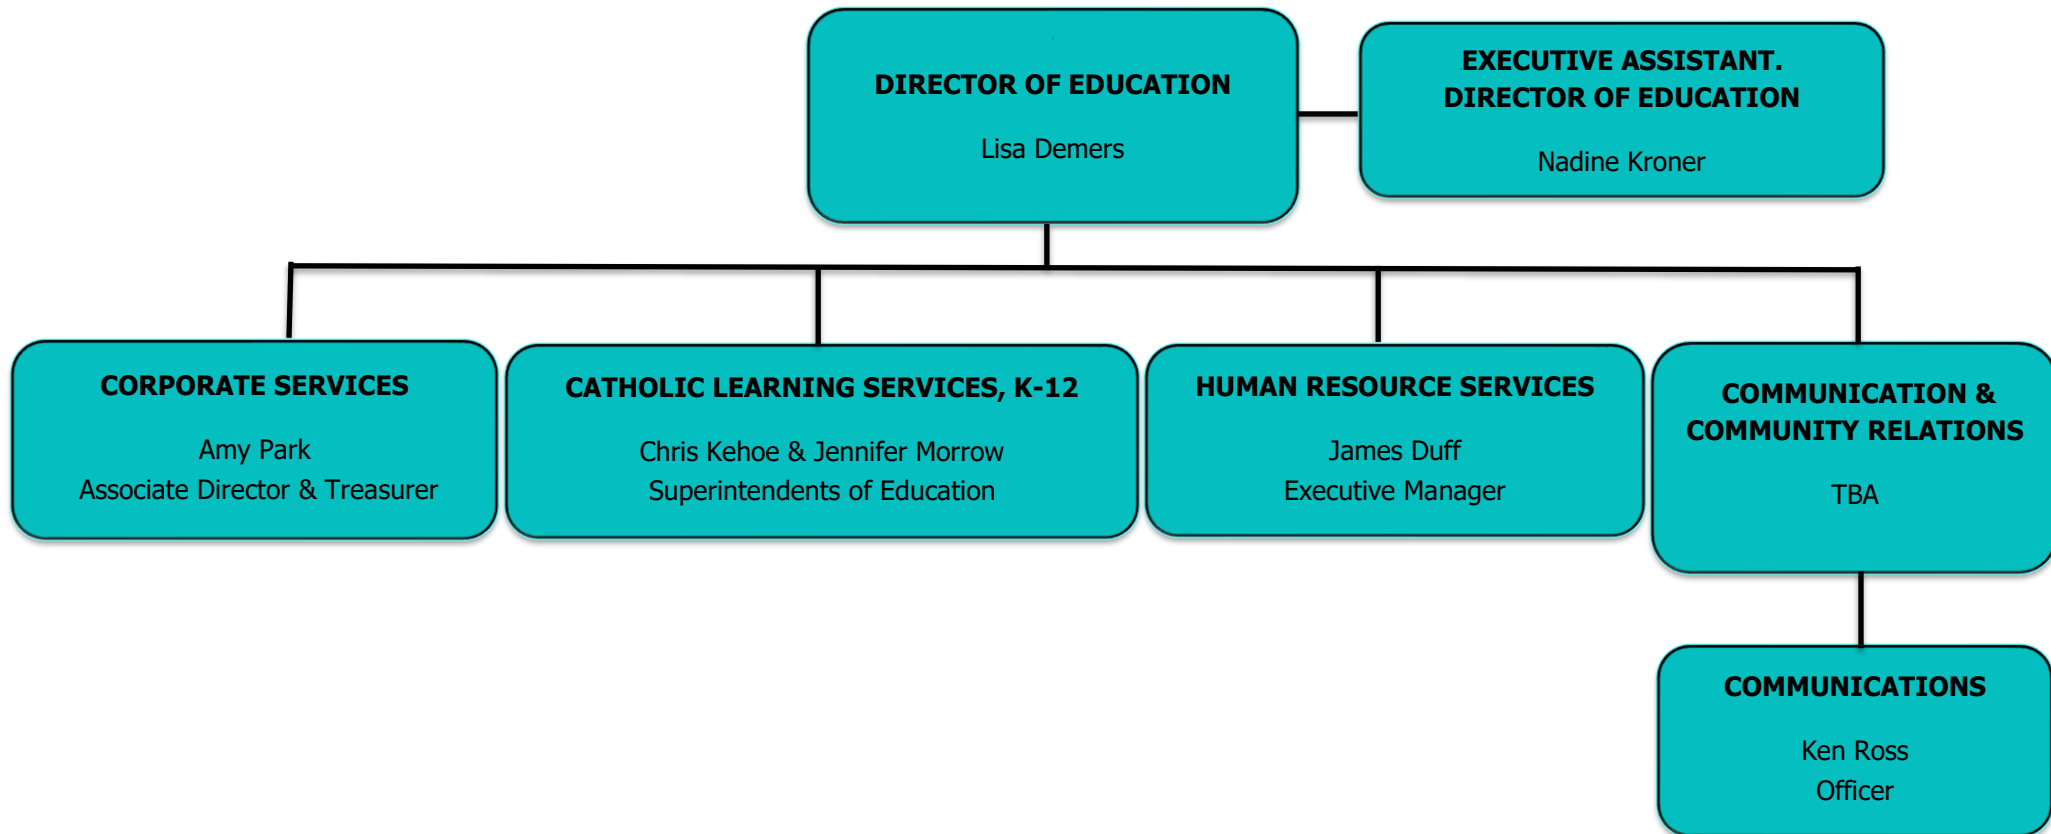 DIRECTOR OF EDUCATION
Lisa Demers
EXECUTIVE ASSISTANT.
DIRECTOR OF EDUCATION
Nadine Kroner
CORPORATE SERVICES
Amy Park
Associate Director & Treasurer
CATHOLIC LEARNING SERVICES, K-12
Chris Kehoe & Jennifer Morrow
Superintendents of Education
HUMAN RESOURCE SERVICES
James Duff
Executive Manager
COMMUNICATION &
COMMUNITY RELATIONS
TBA
COMMUNICATIONS
Ken Ross
Officer